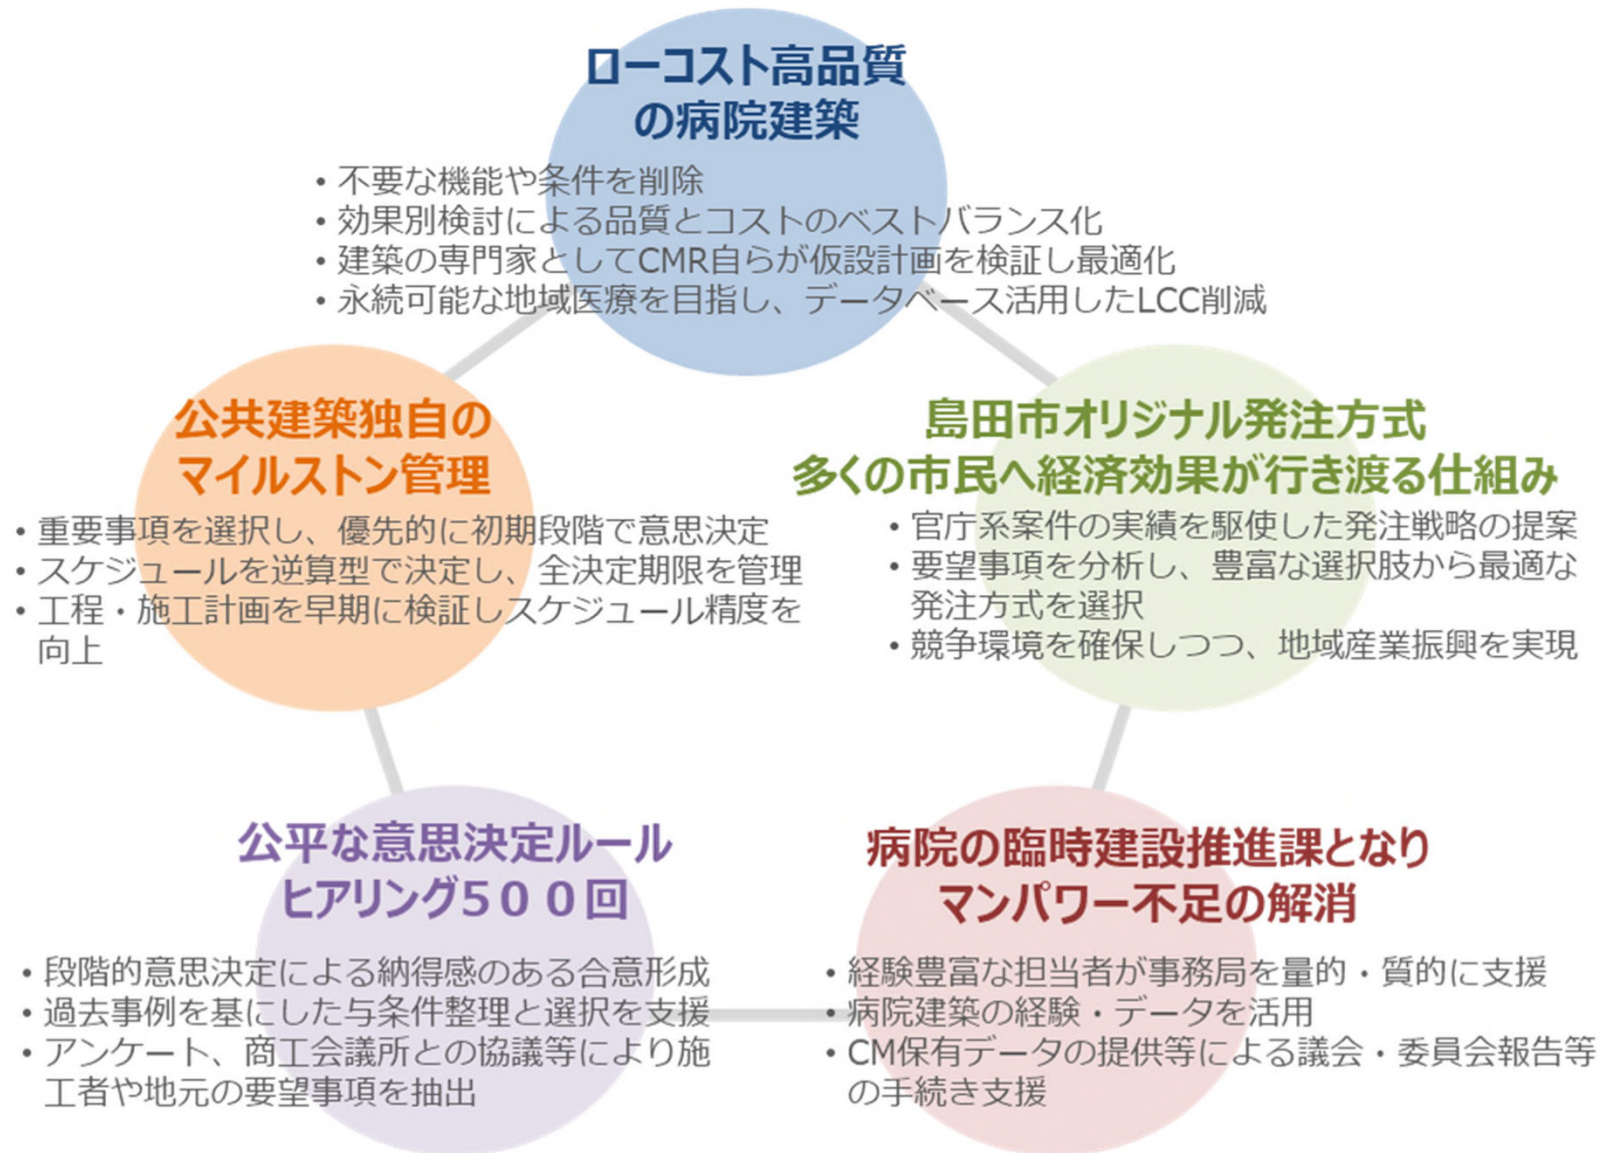 ローコスト高品質
の病院建築
• 不要な機能や条件を削除
• 効果別検討による品質とコストのベストバランス化
• 建築の専門家としてCMR自らが仮設計画を検証し最適化
• 永続可能な地域医療を目指し、データベース活用したLCC削減
公共建築独自の
マイルストン管理
• 重要事項を選択し、優先的に初期段階で意思決定
• スケジュールを逆算型で決定し、全決定期限を管理
• 工程・施工計画を早期に検証しスケジュール精度を
向上
島田市オリジナル発注方式
多くの市民へ経済効果が行き渡る仕組み
• 官庁系案件の実績を駆使した発注戦略の提案
• 要望事項を分析し、豊富な選択肢から最適な
発注方式を選択
• 競争環境を確保しつつ、地域産業振興を実現
公平な意思決定ルール
ヒアリング５００回
• 段階的意思決定による納得感のある合意形成
• 過去事例を基にした与条件整理と選択を支援
• アンケート、商工会議所との協議等により施
工者や地元の要望事項を抽出
病院の臨時建設推進課となり
マンパワー不足の解消
• 経験豊富な担当者が事務局を量的・質的に支援
• 病院建築の経験・データを活用
• CM保有データの提供等による議会・委員会報告等
の手続き支援